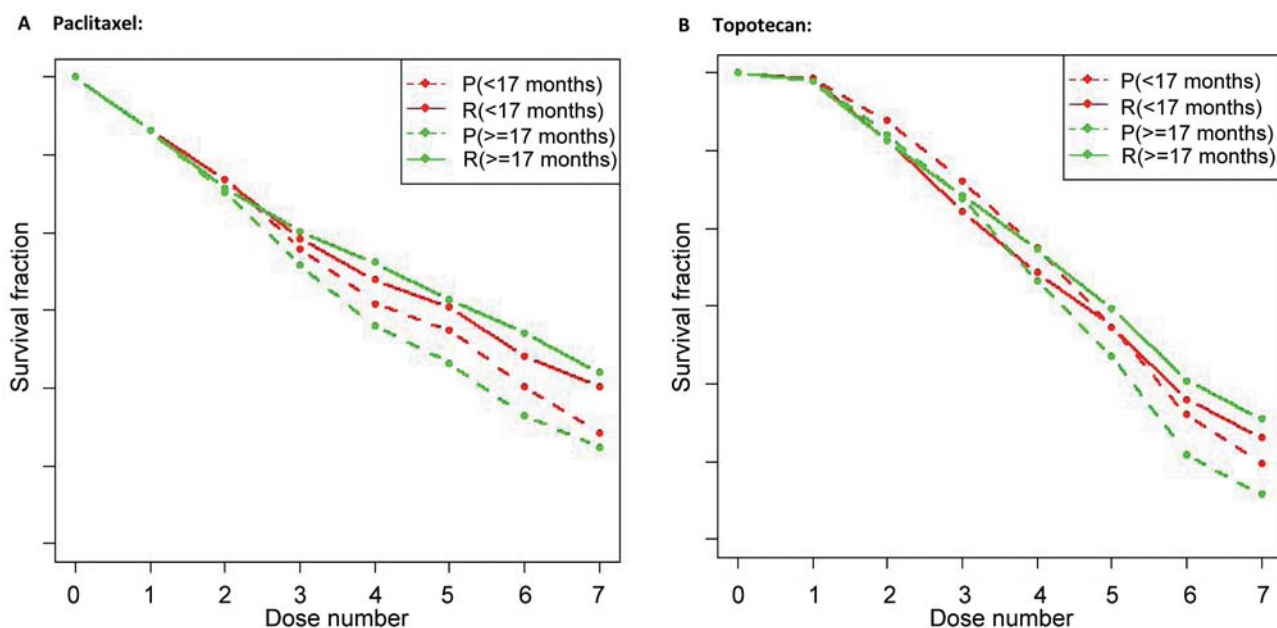 A Paclitaxel:
P(<17 months)
R(<17 months)
P(>=17 months)
R(>=17 months)
Survival fraction
0 1 2 3 4 5 6 7
Dose number
B Topotecan:
P(<17 months)
R(<17 months)
P(>=17 months)
R(>=17 months)
Survival fraction
0 1 2 3 4 5 6 7
Dose number